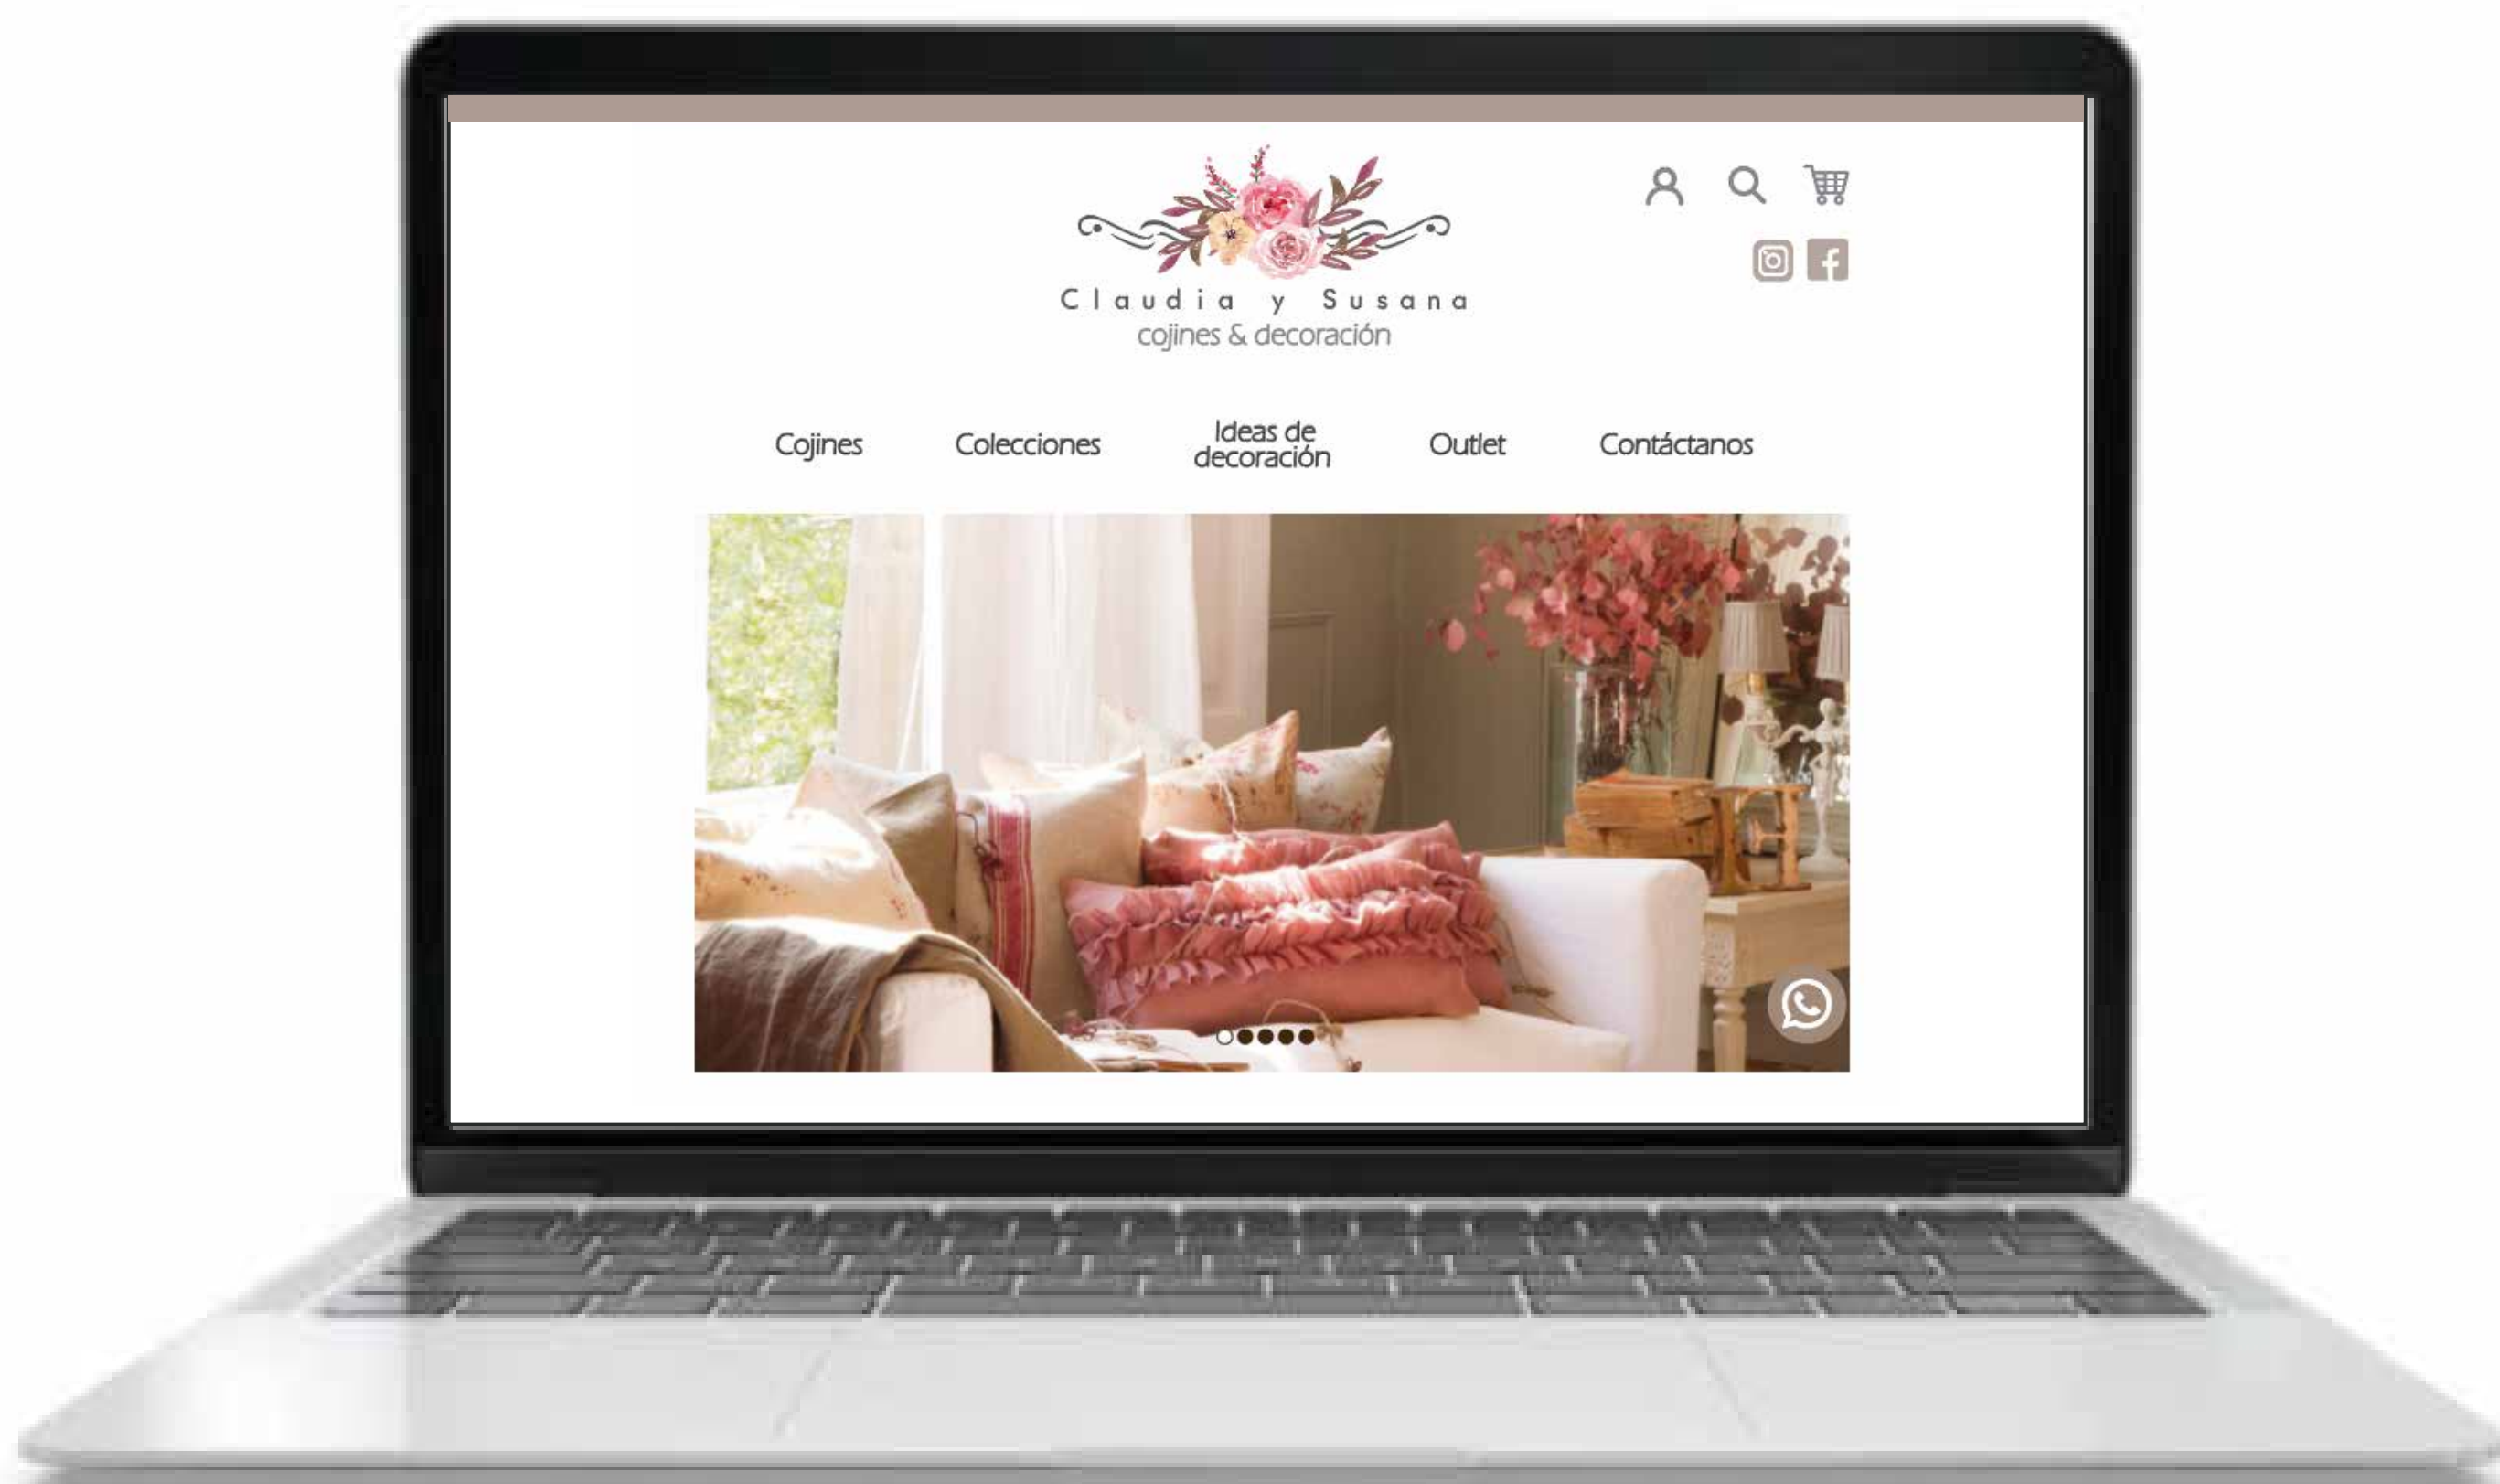 Claudia y Susana
cojines & decoración
Cojines
Colecciones
Ideas de
decoración
Outlet
Contáctanos